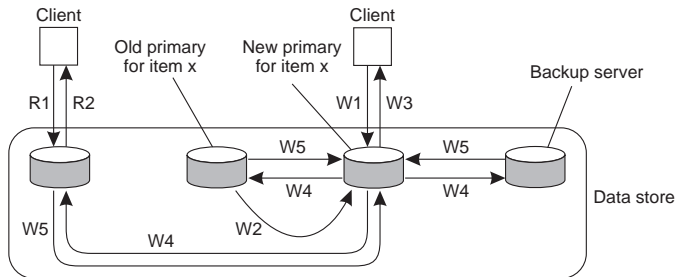 Client
Client
Old primary
for item x
New primary
for item x
Backup server
R1
R2
W1
W3
W5
W5
W4
W4
W5
W4
W2
Data store